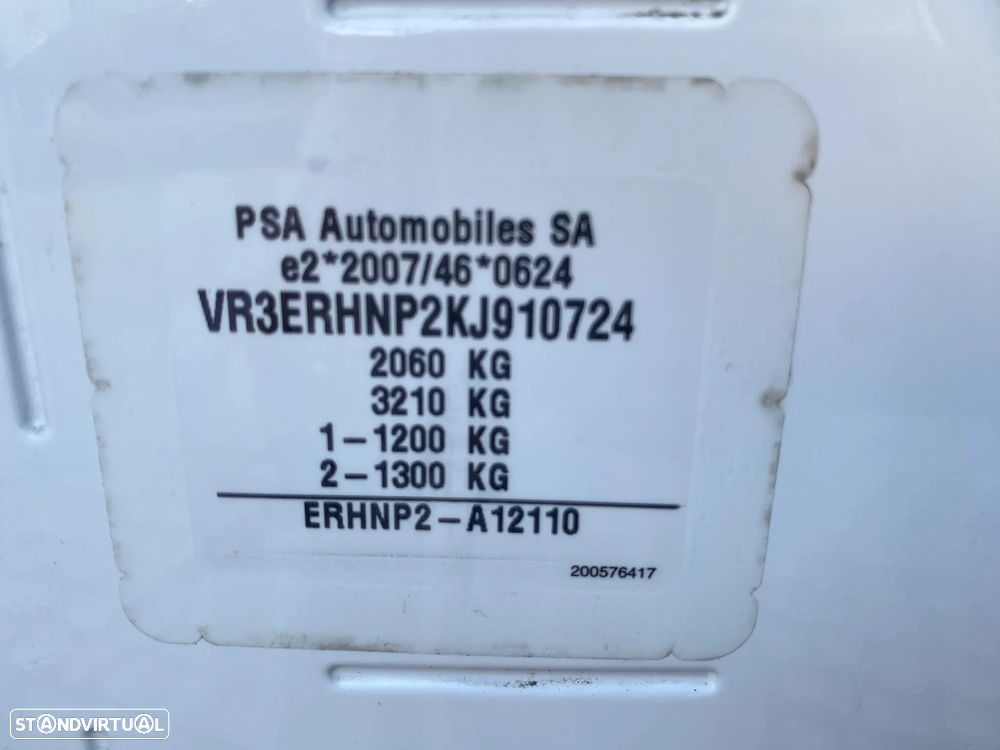 PSA Automobiles SA
e2*2007/46*0624
VR3ERHNP2KJ910724
2060 KG
3210 KG
1-1200 KG
2-1300 KG
ERHNP2-A12110
200576417
STANDVIRTUAL